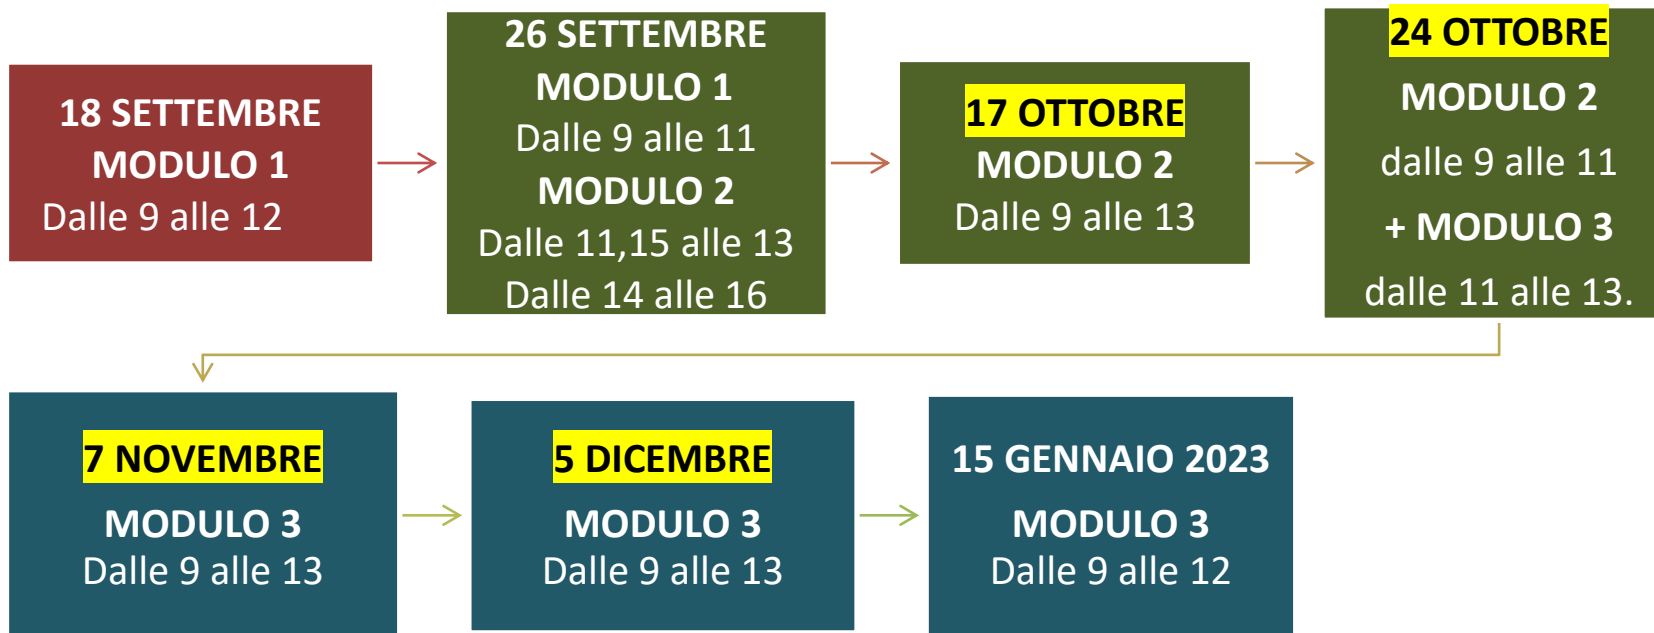 18 SETTEMBRE
MODULO 1
Dalle 9 alle 12
26 SETTEMBRE
MODULO 1
Dalle 9 alle 11
MODULO 2
Dalle 11,15 alle 13
Dalle 14 alle 16
17 OTTOBRE
MODULO 2
Dalle 9 alle 13
24 OTTOBRE
MODULO 2
dalle 9 alle 11
+ MODULO 3
dalle 11 alle 13.
7 NOVEMBRE
MODULO 3
Dalle 9 alle 13
5 DICEMBRE
MODULO 3
Dalle 9 alle 13
15 GENNAIO 2023
MODULO 3
Dalle 9 alle 12